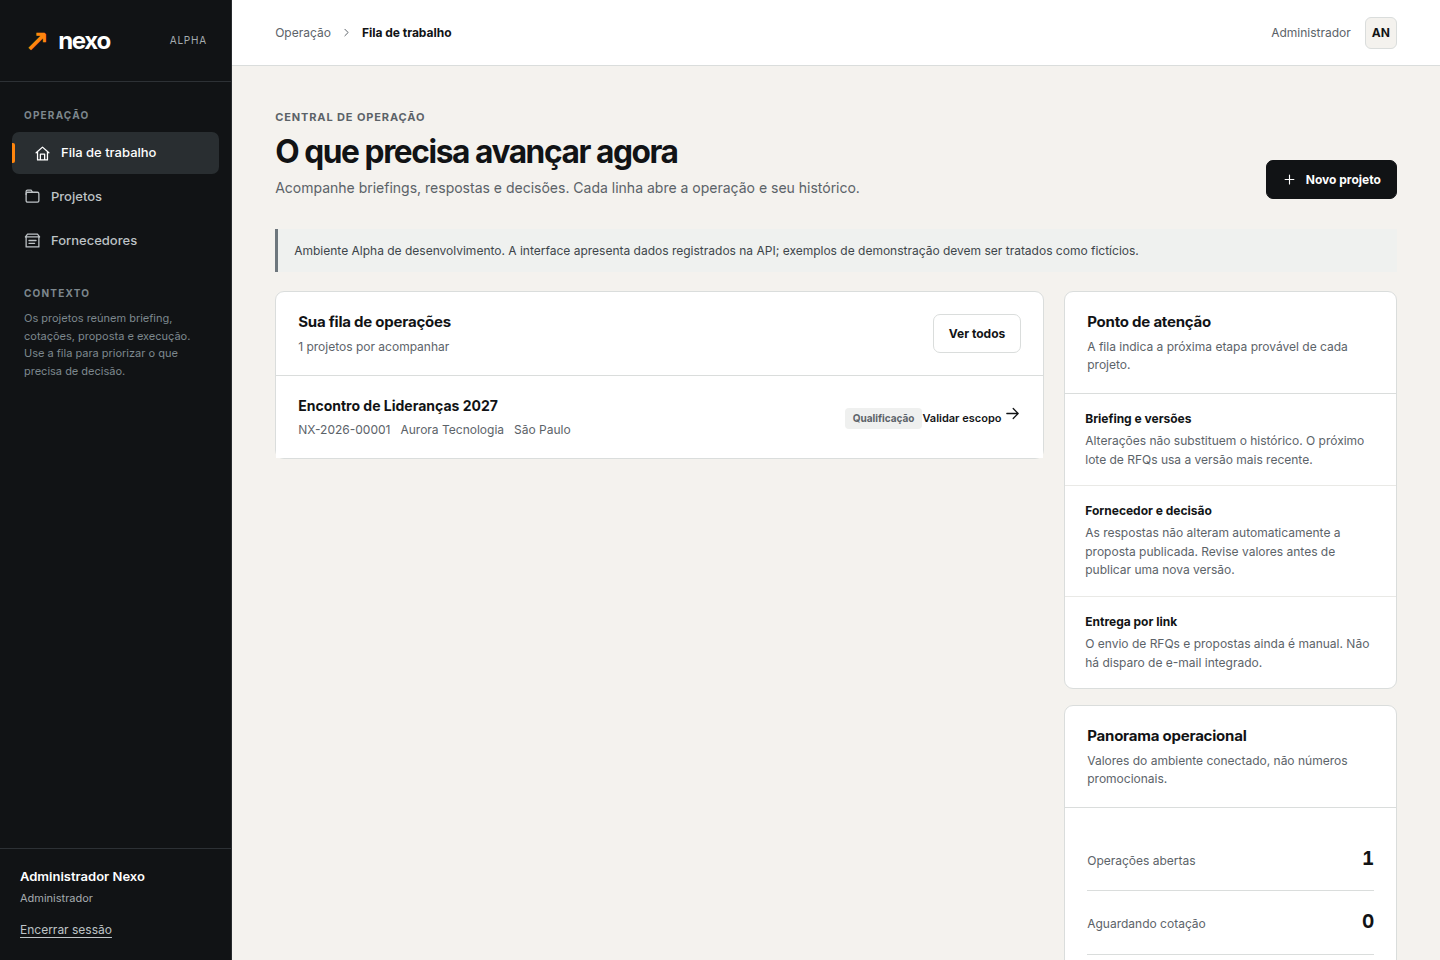 nexo
ALPHA
OPERAÇÃO
Fila de trabalho
Projetos
Fornecedores
CONTEXTO
Os projetos reúnem briefing,
cotações, proposta e execução.
Use a fila para priorizar o que
precisa de decisão.
Administrador Nexo
Administrador
Encerrar sessão
Operação
Fila de trabalho
Administrador
AN
CENTRAL DE OPERAÇÃO
O que precisa avançar agora
Acompanhe briefings, respostas e decisões. Cada linha abre a operação e seu histórico.
Novo projeto
Ambiente Alpha de desenvolvimento. A interface apresenta dados registrados na API; exemplos de demonstração devem ser tratados como fictícios.
Sua fila de operações
1 projetos por acompanhar
Ver todos
Encontro de Lideranças 2027
NX-2026-00001 Aurora Tecnologia São Paulo
Qualificação Validar escopo
Ponto de atenção
A fila indica a próxima etapa provável de cada
projeto.
Briefing e versões
Alterações não substituem o histórico. O próximo
lote de RFQs usa a versão mais recente.
Fornecedor e decisão
As respostas não alteram automaticamente a
proposta publicada. Revise valores antes de
publicar uma nova versão.
Entrega por link
O envio de RFQs e propostas ainda é manual. Não
há disparo de e-mail integrado.
Panorama operacional
Valores do ambiente conectado, não números
promocionais.
Operações abertas 1
Aguardando cotação 0